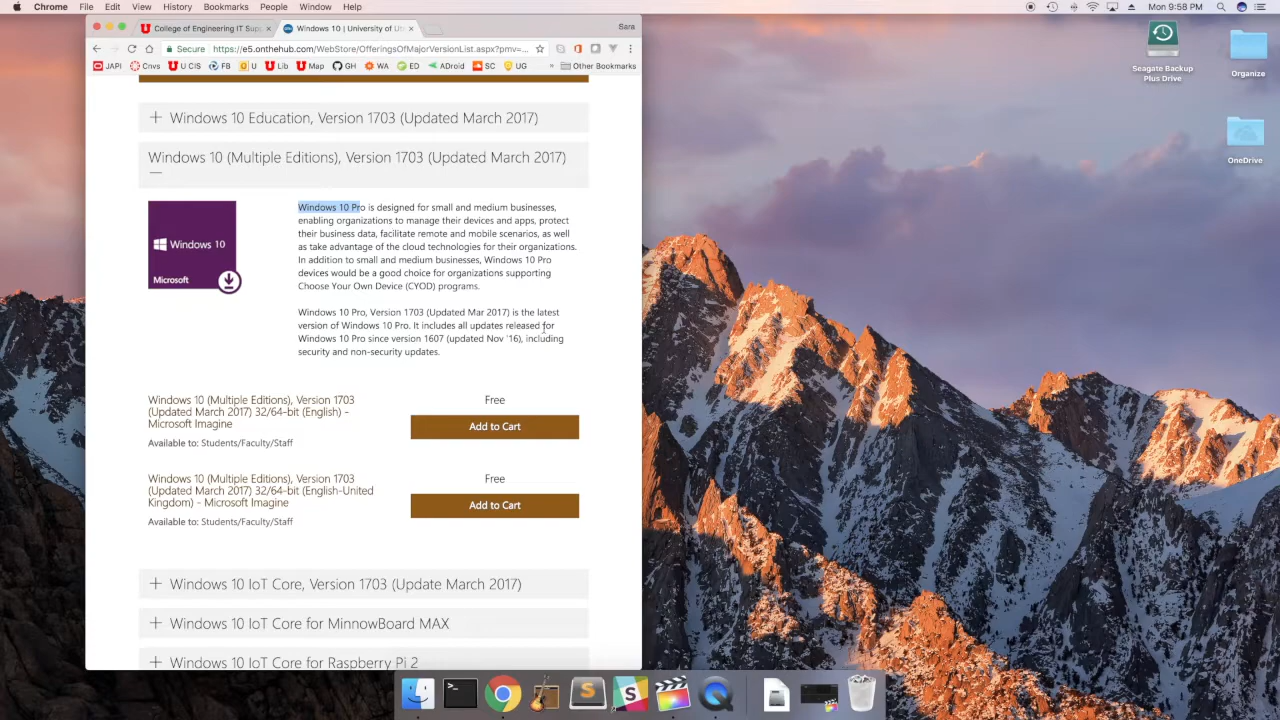 Chrome File Edit View History Bookmarks People Window Help Mon 9:58 PM
College of Engineering IT Supp Windows 10 | University of Uta Sara
Secure https://e5.onthehub.com/WebStore/OfferingsOfMajorVersionList.aspx?pmv=...
JAPI Cnvs U CIS FB U Lib Map GH WA ED ADroid SC UG » Other Bookmarks
Windows 10 Education, Version 1703 (Updated March 2017)
Windows 10 (Multiple Editions), Version 1703 (Updated March 2017)
Windows 10
Microsoft
Windows 10 Pro is designed for small and medium businesses,
enabling organizations to manage their devices and apps, protect
their business data, facilitate remote and mobile scenarios, as well
as take advantage of the cloud technologies for their organizations.
In addition to small and medium businesses, Windows 10 Pro
devices would be a good choice for organizations supporting
Choose Your Own Device (CYOD) programs.
Windows 10 Pro, Version 1703 (Updated Mar 2017) is the latest
version of Windows 10 Pro. It includes all updates released for
Windows 10 Pro since version 1607 (updated Nov '16), including
security and non-security updates.
Windows 10 (Multiple Editions), Version 1703
(Updated March 2017) 32/64-bit (English) -
Microsoft Imagine
Available to: Students/Faculty/Staff
Free
Add to Cart
Windows 10 (Multiple Editions), Version 1703
(Updated March 2017) 32/64-bit (English-United
Kingdom) - Microsoft Imagine
Available to: Students/Faculty/Staff
Free
Add to Cart
Windows 10 IoT Core, Version 1703 (Update March 2017)
Windows 10 IoT Core for MinnowBoard MAX
Windows 10 IoT Core for Raspberry Pi 2
Seagate Backup
Plus Drive
Organize
OneDrive